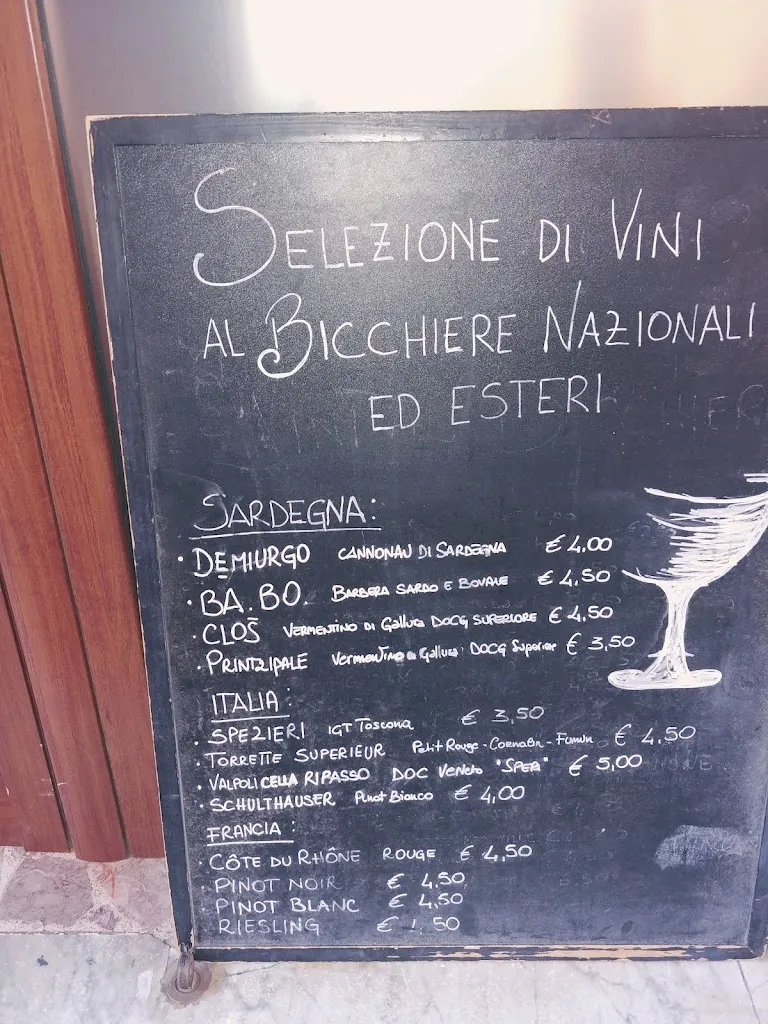 SELEZIONE DI VINI
AL BICCHIERE NAZIONALI
ED ESTERI
SARDEGNA:
· DEMIURGO CANNONAU DI SARDEGNA € 4,00
· BA.BO. BARBERA SARDO E BOVALE € 4,50
· CLOS VERMENTINO DI Gallura DOCG SUPERIORE € 4,50
· PRINTZIPALE Vermentino di Gallura DOCG Superiore € 3,50
ITALIA:
· SPEZIERI IGT Toscana € 3,50
· TORRETTE SUPERIEUR Petit Rouge - Cornalin - Fumin € 4,50
· VALPOLICELLA RIPASSO DOC Veneto "SPERA" € 5,00
· SCHULTHAUSER Pinot Bianco € 4,00
FRANCIA:
· CÔTE DU RHÔNE ROUGE € 4,50
· PINOT NOIR € 4,50
· PINOT BLANC € 4,50
RIESLING €